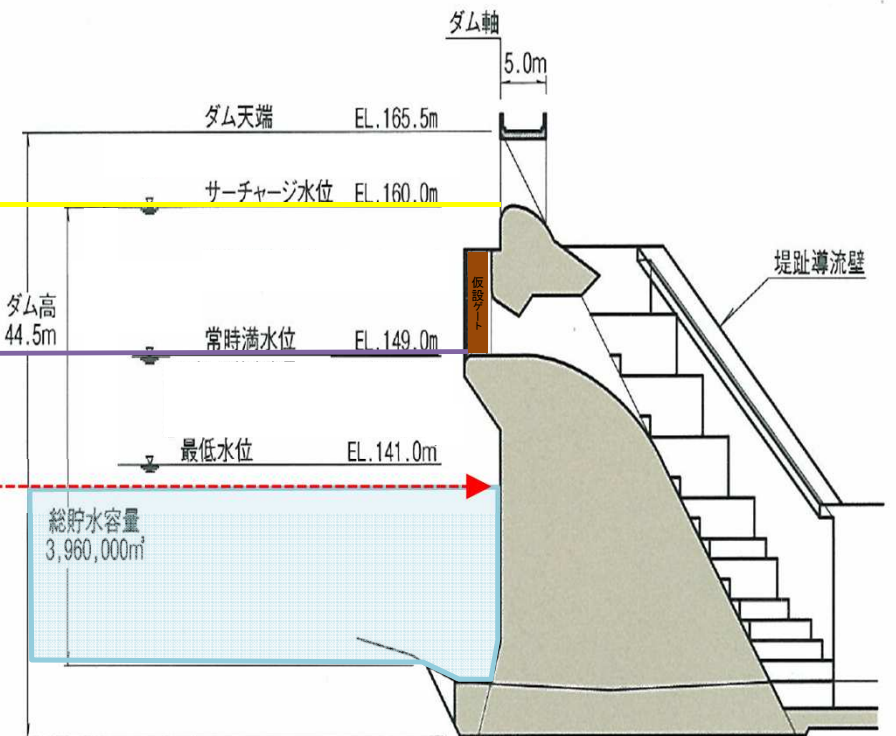 ダム軸
5.0m
ダム天端 EL.165.5m
サーチャージ水位 EL.160.0m
堤趾導流壁
仮設ゲート
ダム高
44.5m
常時満水位 EL.149.0m
最低水位 EL.141.0m
総貯水容量
3,960,000㎥